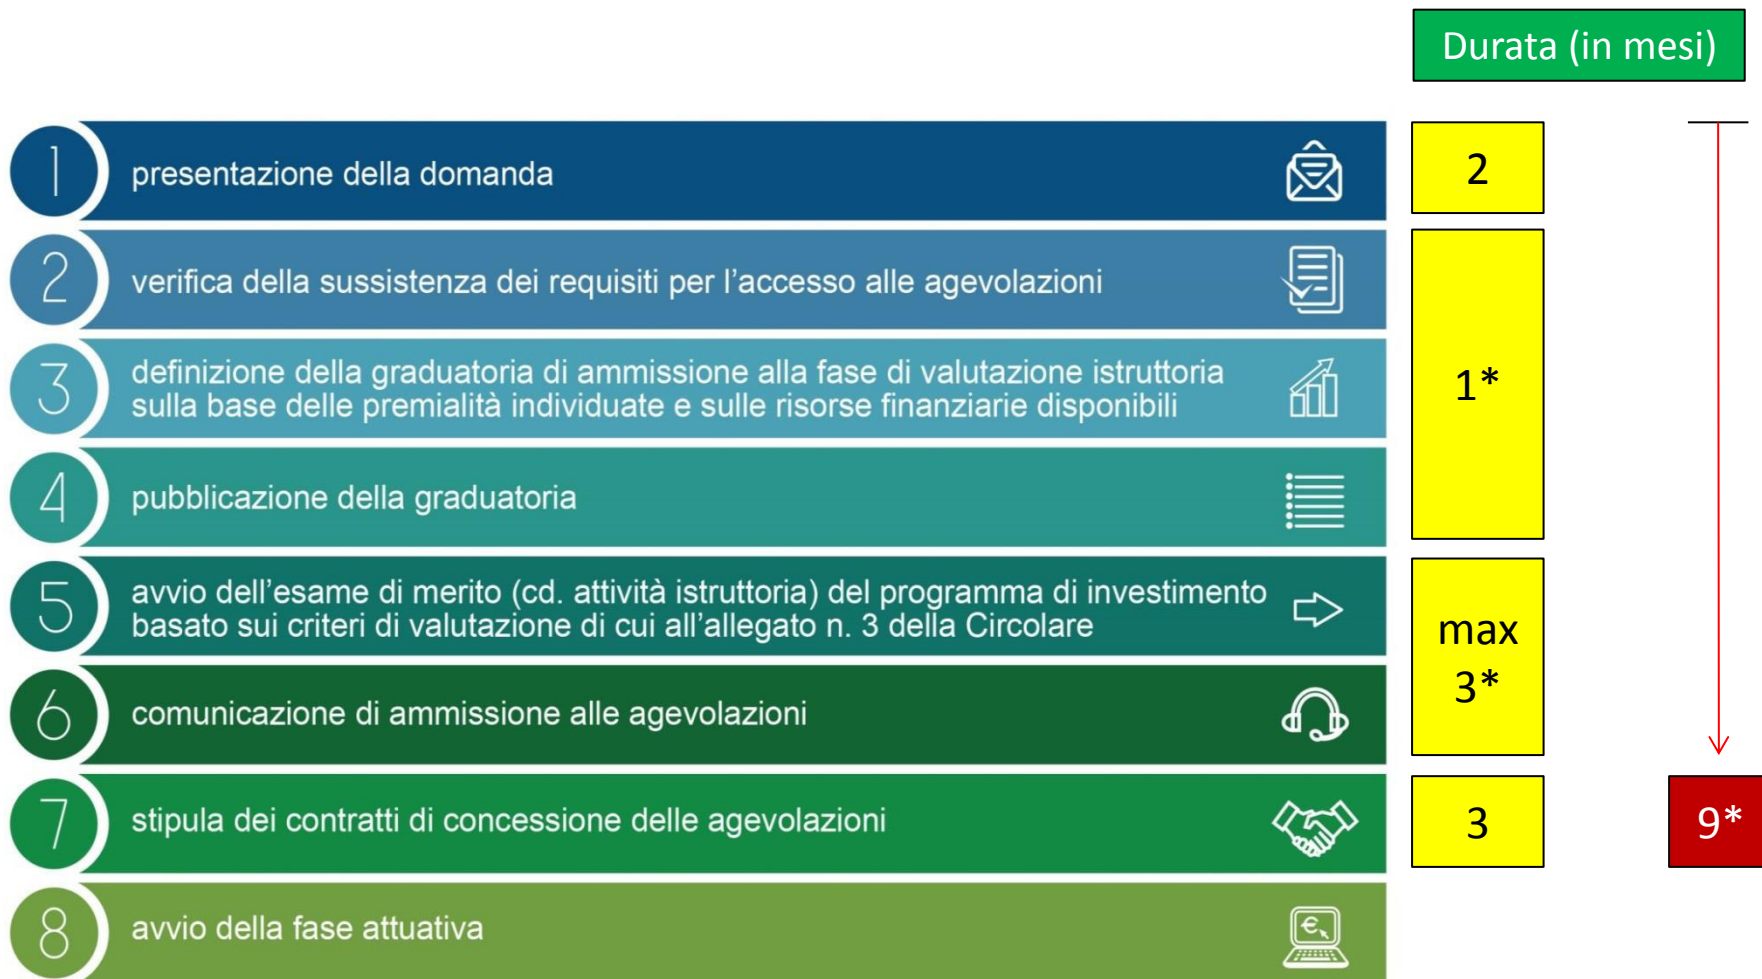 Durata (in mesi)
1
presentazione della domanda
2
2
verifica della sussistenza dei requisiti per l'accesso alle agevolazioni
3
definizione della graduatoria di ammissione alla fase di valutazione istruttoria
sulla base delle premialità individuate e sulle risorse finanziarie disponibili
1*
4
pubblicazione della graduatoria
5
avvio dell'esame di merito (cd. attività istruttoria) del programma di investimento
basato sui criteri di valutazione di cui all'allegato n. 3 della Circolare
max
3*
6
comunicazione di ammissione alle agevolazioni
7
stipula dei contratti di concessione delle agevolazioni
3
9*
8
avvio della fase attuativa
€